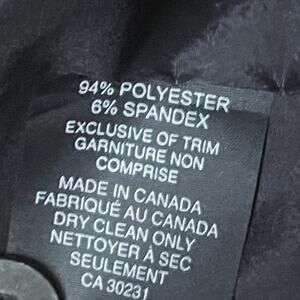 94% POLYESTER
6% SPANDEX
EXCLUSIVE OF TRIM
GARNITURE NON
COMPRISE
MADE IN CANADA
FABRIQUÉ AU CANADA
DRY CLEAN ONLY
NETTOYER À SEC
SEULEMENT
CA 30231